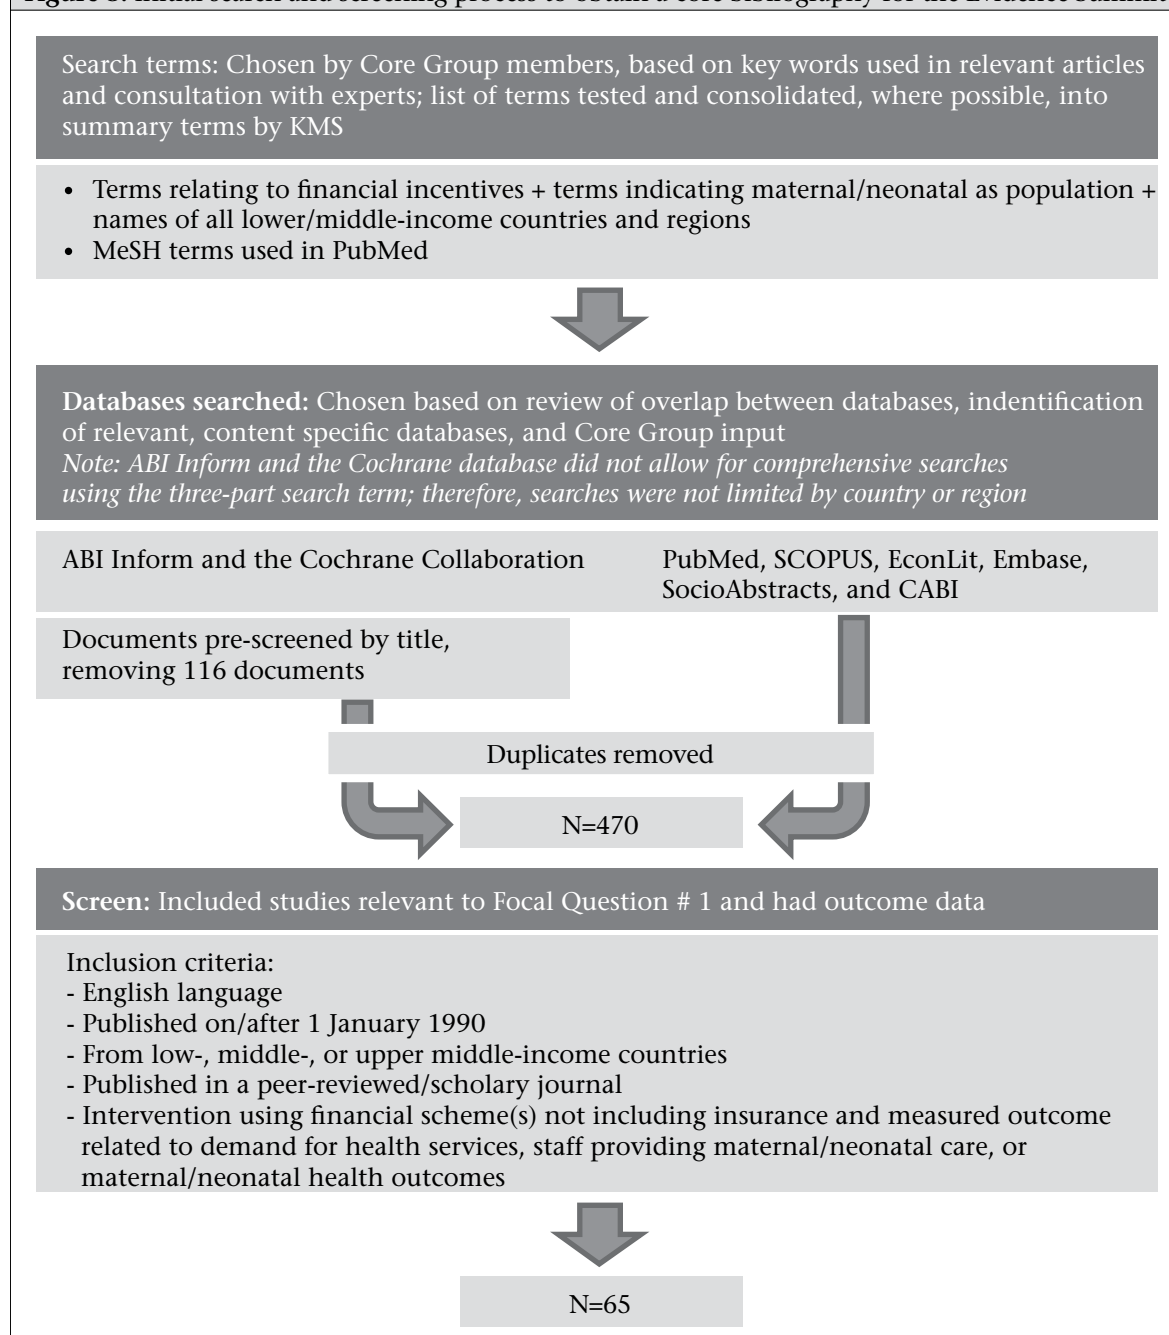 Search terms: Chosen by Core Group members, based on key words used in relevant articles
and consultation with experts; list of terms tested and consolidated, where possible, into
summary terms by KMS
• Terms relating to financial incentives + terms indicating maternal/neonatal as population +
names of all lower/middle-income countries and regions
• MeSH terms used in PubMed
Databases searched: Chosen based on review of overlap between databases, indentification
of relevant, content specific databases, and Core Group input
Note: ABI Inform and the Cochrane database did not allow for comprehensive searches
using the three-part search term; therefore, searches were not limited by country or region
ABI Inform and the Cochrane Collaboration
PubMed, SCOPUS, EconLit, Embase,
SocioAbstracts, and CABI
Documents pre-screened by title,
removing 116 documents
Duplicates removed
N=470
Screen: Included studies relevant to Focal Question # 1 and had outcome data
Inclusion criteria:
- English language
- Published on/after 1 January 1990
- From low-, middle-, or upper middle-income countries
- Published in a peer-reviewed/scholary journal
- Intervention using financial scheme(s) not including insurance and measured outcome
related to demand for health services, staff providing maternal/neonatal care, or
maternal/neonatal health outcomes
N=65